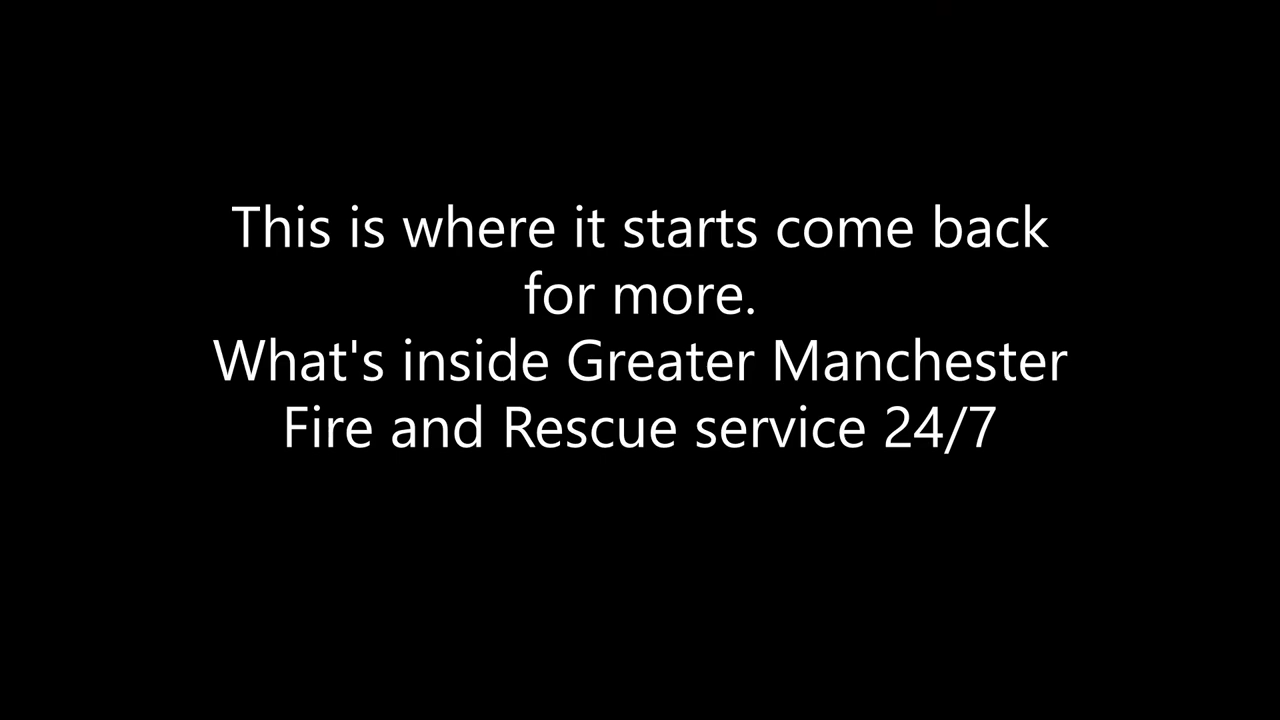 This is where it starts come back
for more.
What's inside Greater Manchester
Fire and Rescue service 24/7